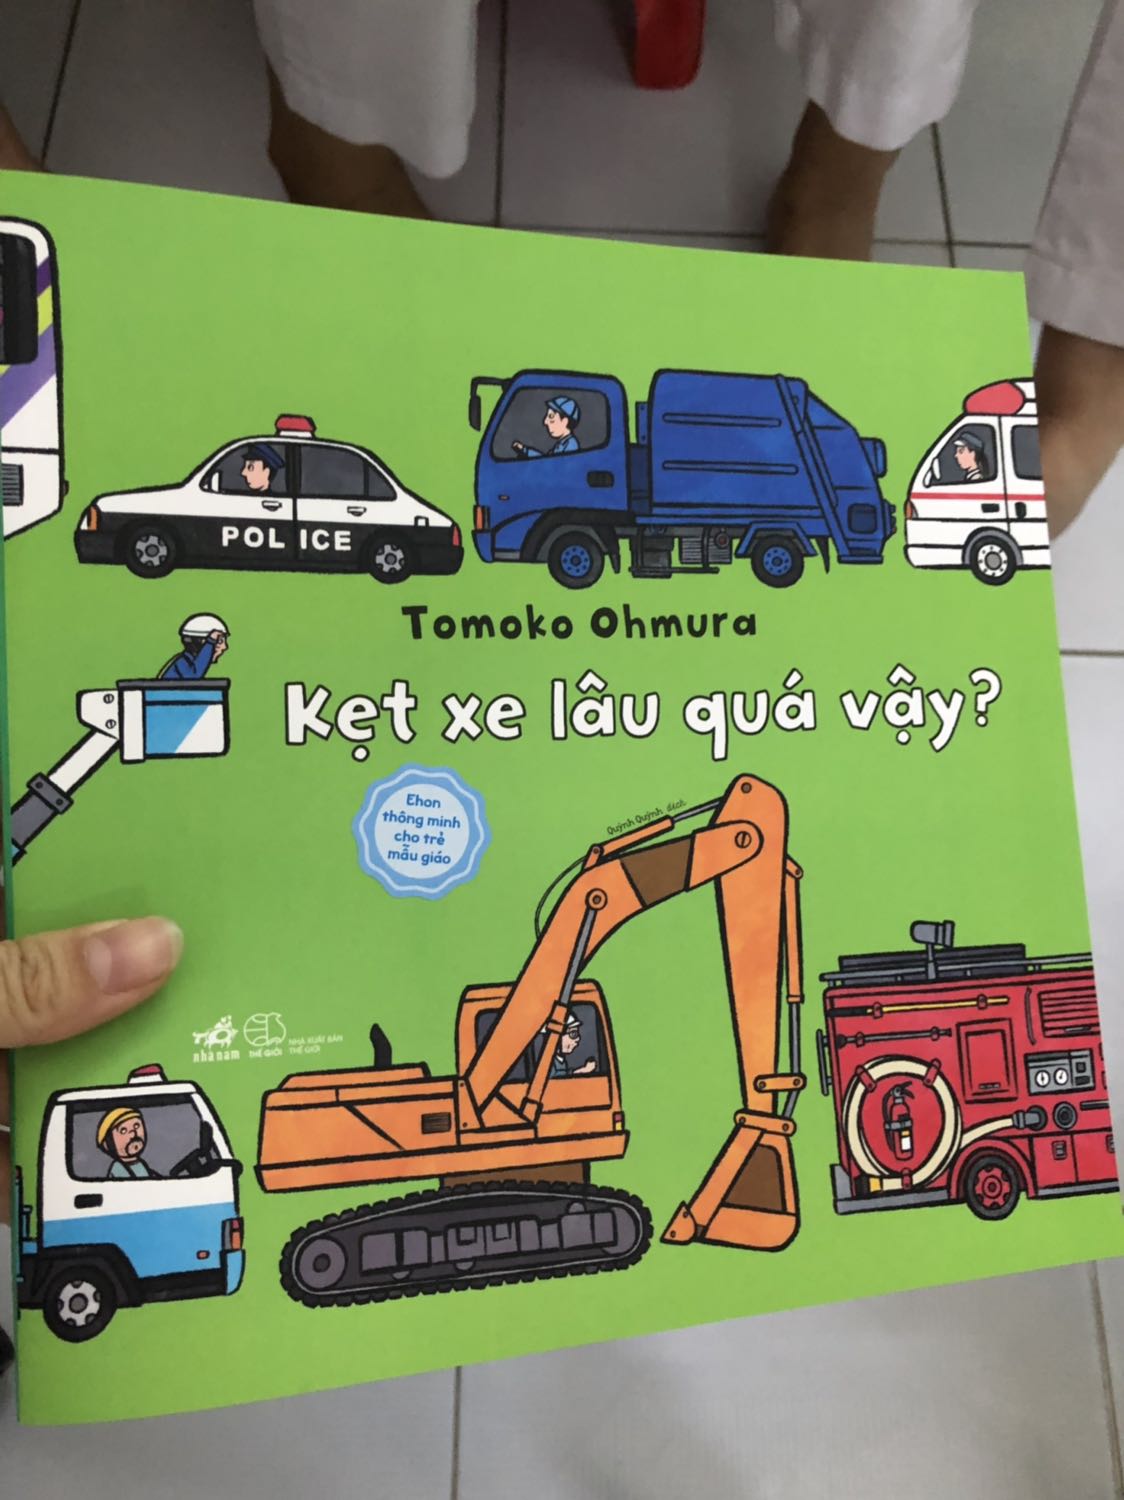 POLICE
Tomoko Ohmura
Kẹt xe lâu quá vậy?
Ehon
thông minh
cho trẻ
mẫu giáo
Quỳnh Quỳnh dịch
nhã nam
THẾ GIỚI
NHÀ XUẤT BẢN
THẾ GIỚI